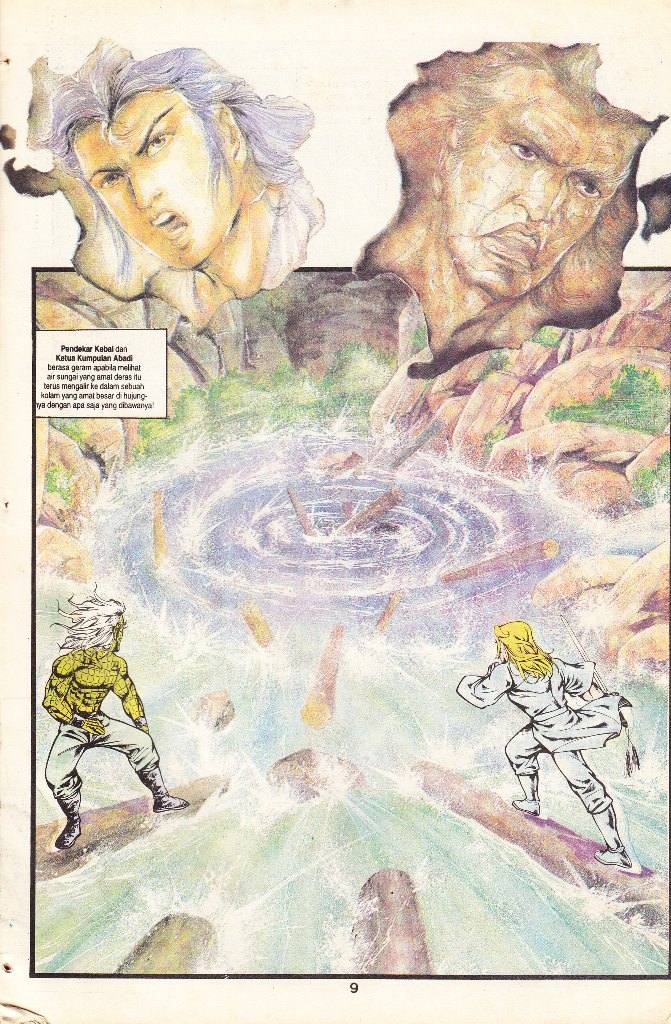 Pendekar Kebal dan
Ketua Kumpulan Abadi
berasa geram apabila melihat
air sungai yang amat deras itu
terus mengalir ke dalam sebuah
kolam yang amat besar di hujung-
nya dengan apa saja yang dibawanya!
9